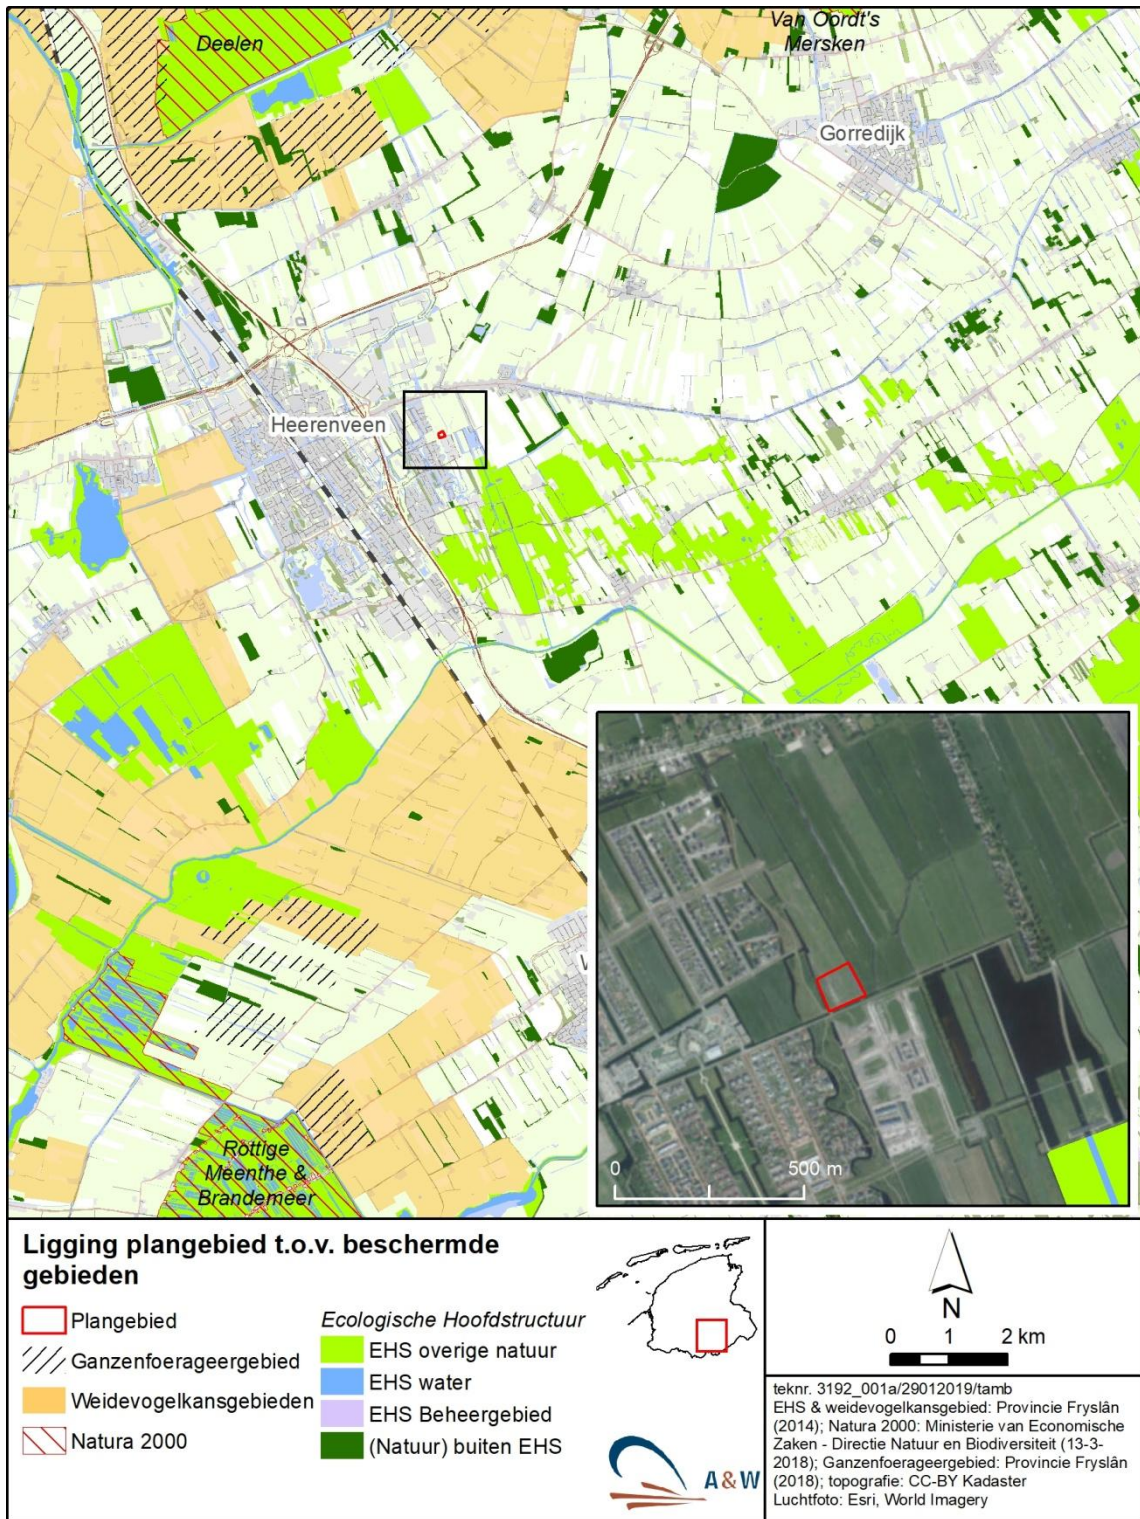 Deelen
Van Oordt's
Mersken
Gorredijk
Heerenveen
Rottige
Meenthe &
Brandemeer
0
500 m
Ligging plangebied t.o.v. beschermde
gebieden
Plangebied
Ganzenfoerageergebied
Weidevogelkansgebieden
Natura 2000
Ecologische Hoofdstructuur
EHS overige natuur
EHS water
EHS Beheergebied
(Natuur) buiten EHS
A&W
N
0 1 2 km
teknr. 3192_001a/29012019/tamb
EHS & weidevogelkansgebied: Provincie Fryslân
(2014); Natura 2000: Ministerie van Economische
Zaken - Directie Natuur en Biodiversiteit (13-3-
2018); Ganzenfoerageergebied: Provincie Fryslân
(2018); topografie: CC-BY Kadaster
Luchtfoto: Esri, World Imagery